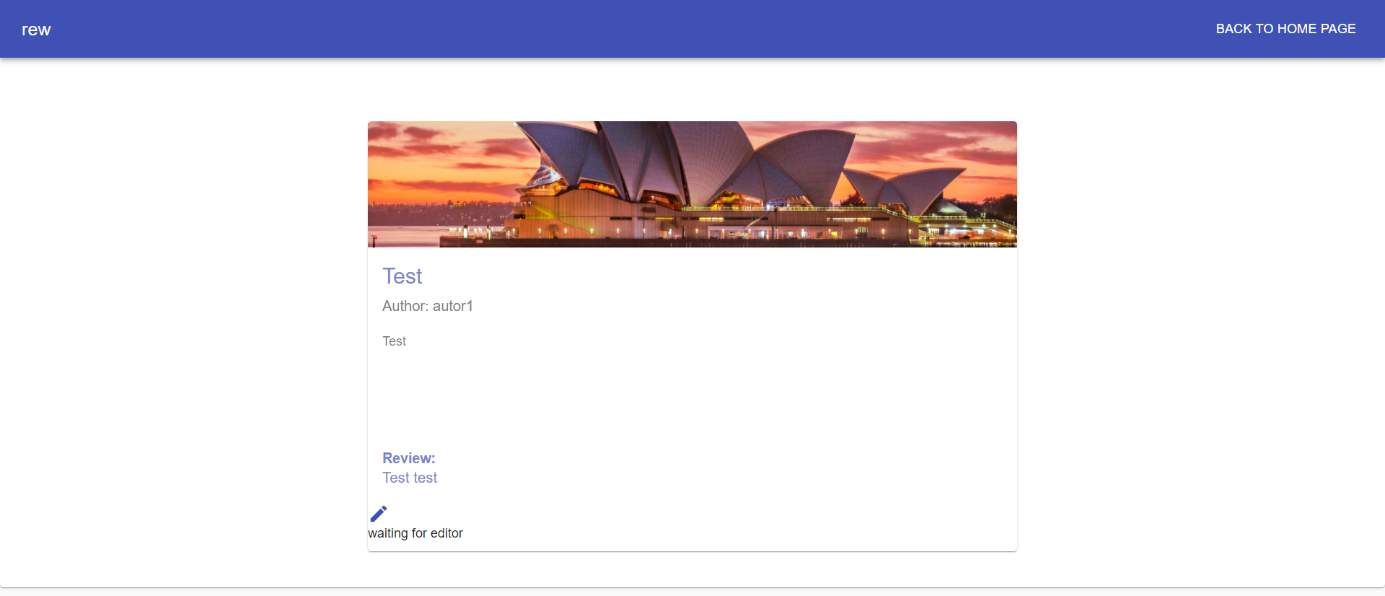 rew
BACK TO HOME PAGE
Test
Author: autor1
Test
Review:
Test test
waiting for editor